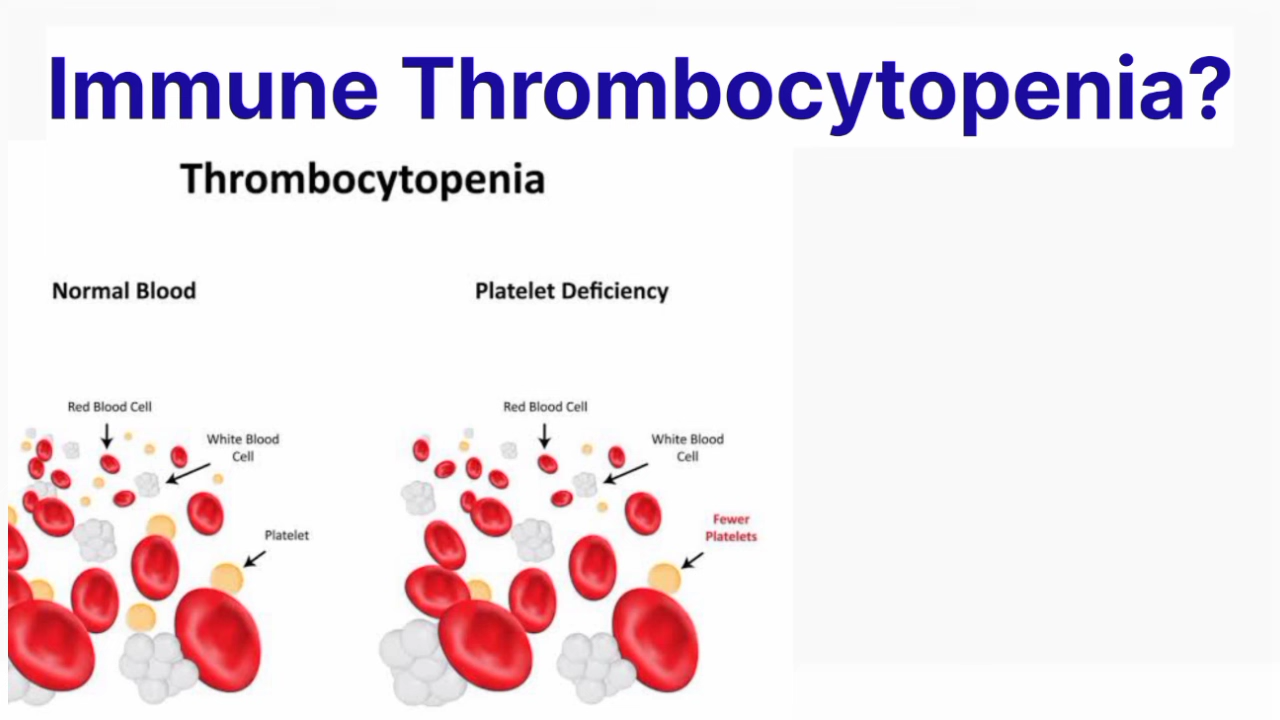 Immune Thrombocytopenia?
Thrombocytopenia
Normal Blood
Platelet Deficiency
Red Blood Cell
White Blood
Cell
Platelet
Red Blood Cell
White Blood
Cell
Fewer
Platelets